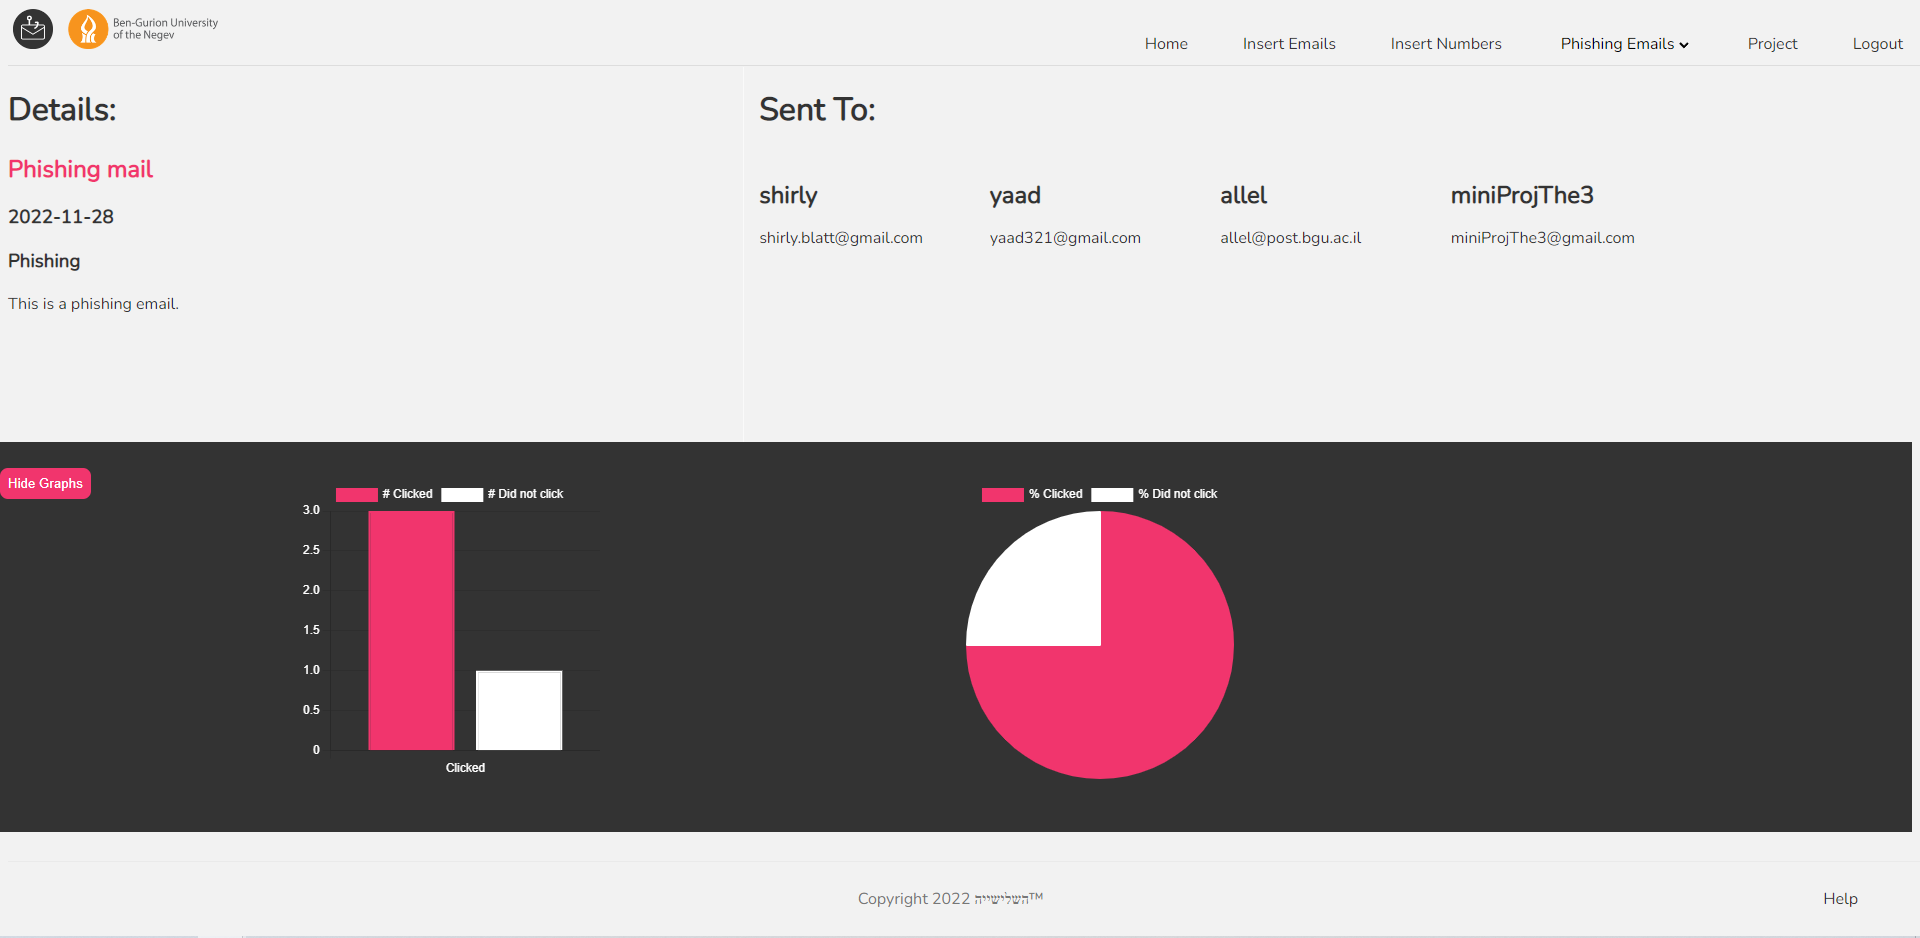 Ben-Gurion University
of the Negev
Home Insert Emails Insert Numbers Phishing Emails Project Logout
Details:
Phishing mail
2022-11-28
Phishing
This is a phishing email.
Sent To:
shirly yaad allel miniProjThe3
shirly.blatt@gmail.com yaad321@gmail.com allel@post.bgu.ac.il miniProjThe3@gmail.com
Hide Graphs
# Clicked # Did not click
3.0
2.5
2.0
1.5
1.0
0.5
0
Clicked
% Clicked % Did not click
Copyright 2022 השלישייה™
Help